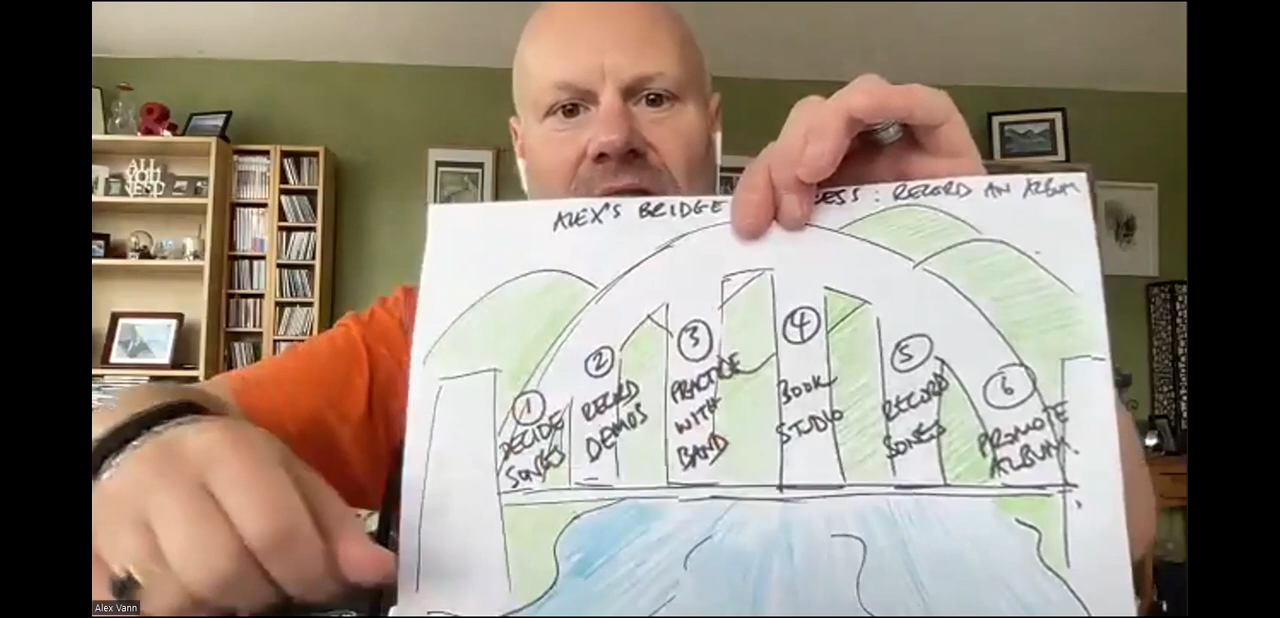 ALL
YOU
NEED
ALEX'S BRIDGE ESS: RECORD AN ALBUM
① DECIDE SONGS
② RECORD DEMOS
③ PRACTICE WITH BAND
④ BOOK STUDIO
⑤ RECORD SONGS
⑥ PROMOTE ALBUM
Alex Vann